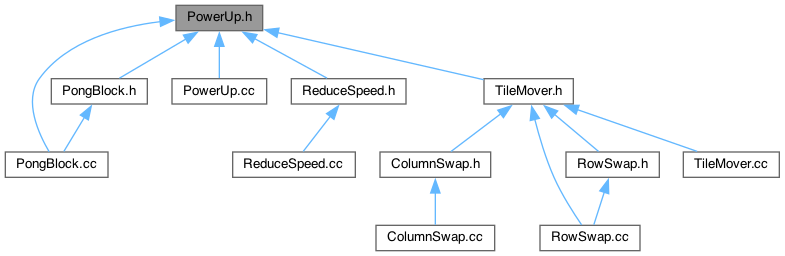 PowerUp.h
PongBlock.h
PowerUp.cc
ReduceSpeed.h
TileMover.h
PongBlock.cc
ReduceSpeed.cc
ColumnSwap.h
RowSwap.h
TileMover.cc
ColumnSwap.cc
RowSwap.cc